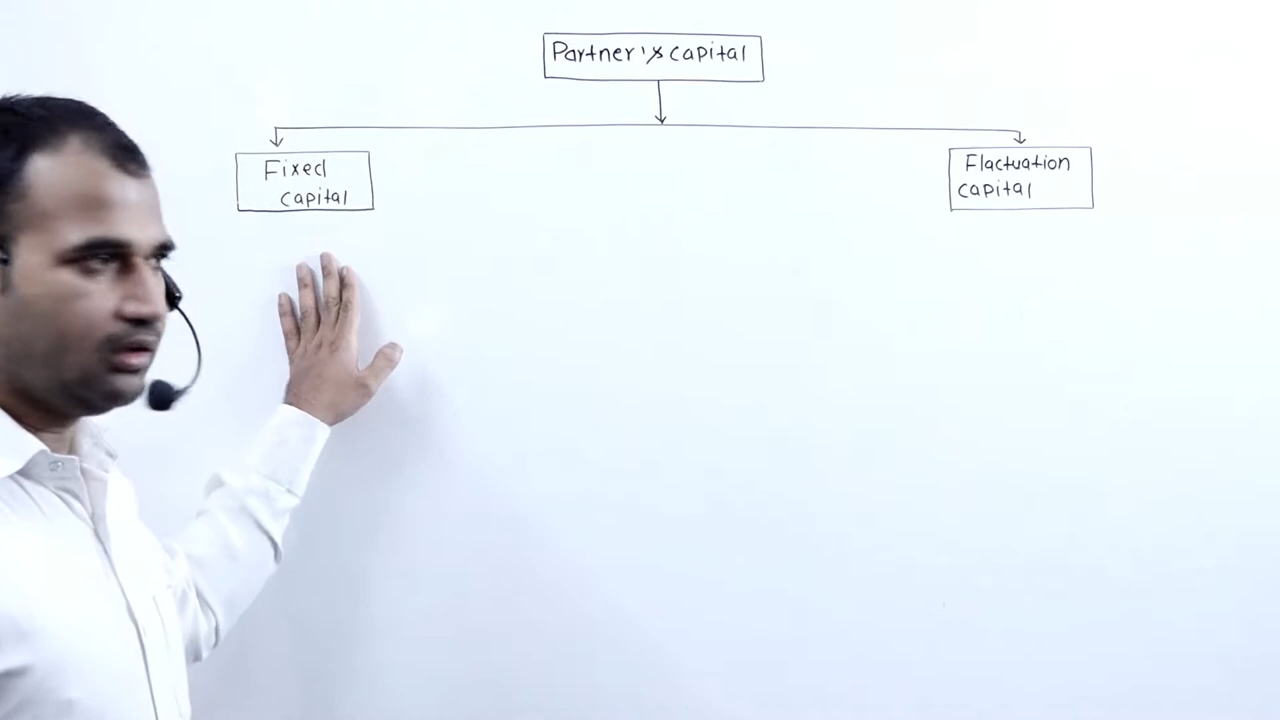 Partner's capital
Fixed
capital
Flactuation
capital